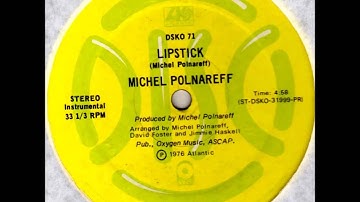 DSKO 71
LIPSTICK
(Michel Polnareff)
MICHEL POLNAREFF
STEREO
Instrumental
33 1/3 RPM
Time: 4:58
(ST-DSKO-31999-PR)
Produced by Michel Polnareff
Arranged by Michel Polnareff,
David Foster and Jimmie Haskell
Pub., Oxygen Music, ASCAP.
Ⓟ 1976 Atlantic